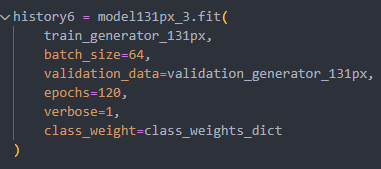 history6 = model131px_3.fit(
    train_generator_131px,
    batch_size=64,
    validation_data=validation_generator_131px,
    epochs=120,
    verbose=1,
    class_weight=class_weights_dict
)